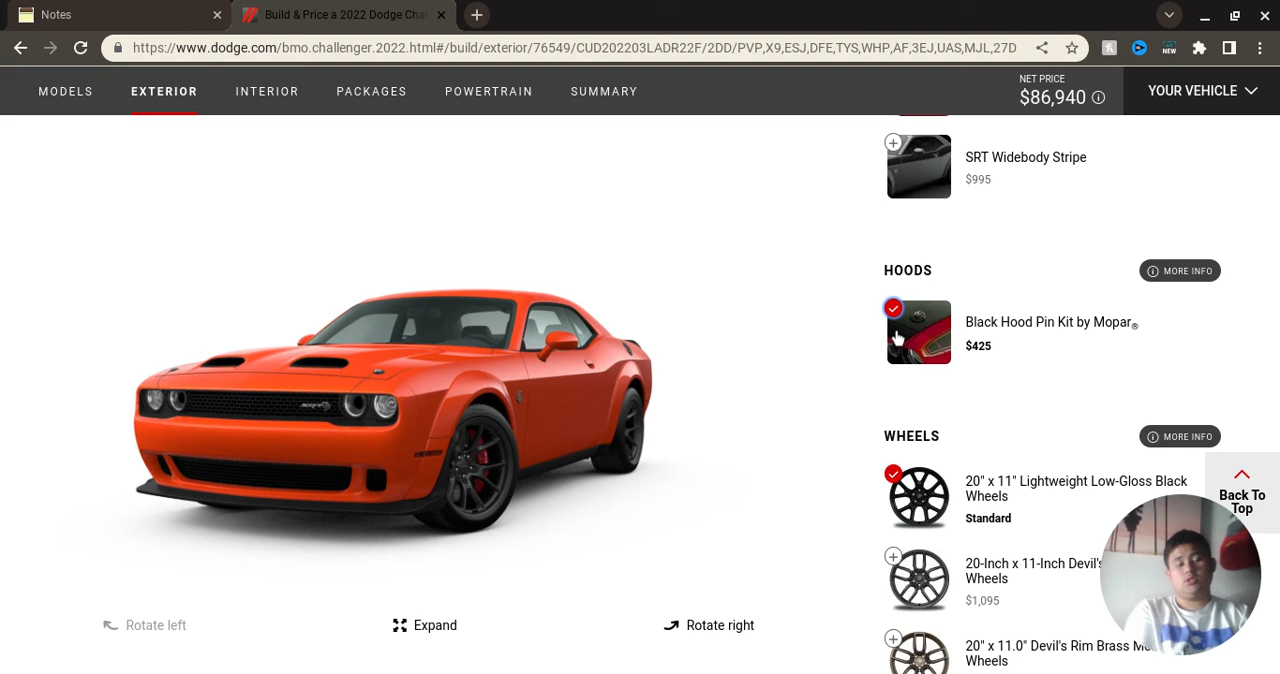 Notes
Build & Price a 2022 Dodge Chal
https://www.dodge.com/bmo.challenger.2022.html#/build/exterior/76549/CUD202203LADR22F/2DD/PVP,X9,ESJ,DFE,TYS,WHP,AF,3EJ,UAS,MJL,27D
NEW
MODELS
EXTERIOR
INTERIOR
PACKAGES
POWERTRAIN
SUMMARY
NET PRICE
$86,940
YOUR VEHICLE
SRT Widebody Stripe
$995
HOODS
MORE INFO
Black Hood Pin Kit by Mopar®
$425
WHEELS
MORE INFO
20" x 11" Lightweight Low-Gloss Black
Wheels
Standard
20-Inch x 11-Inch Devil's
Wheels
$1,095
20" x 11.0" Devil's Rim Brass
Wheels
Back To
Top
SRT
Rotate left
Expand
Rotate right